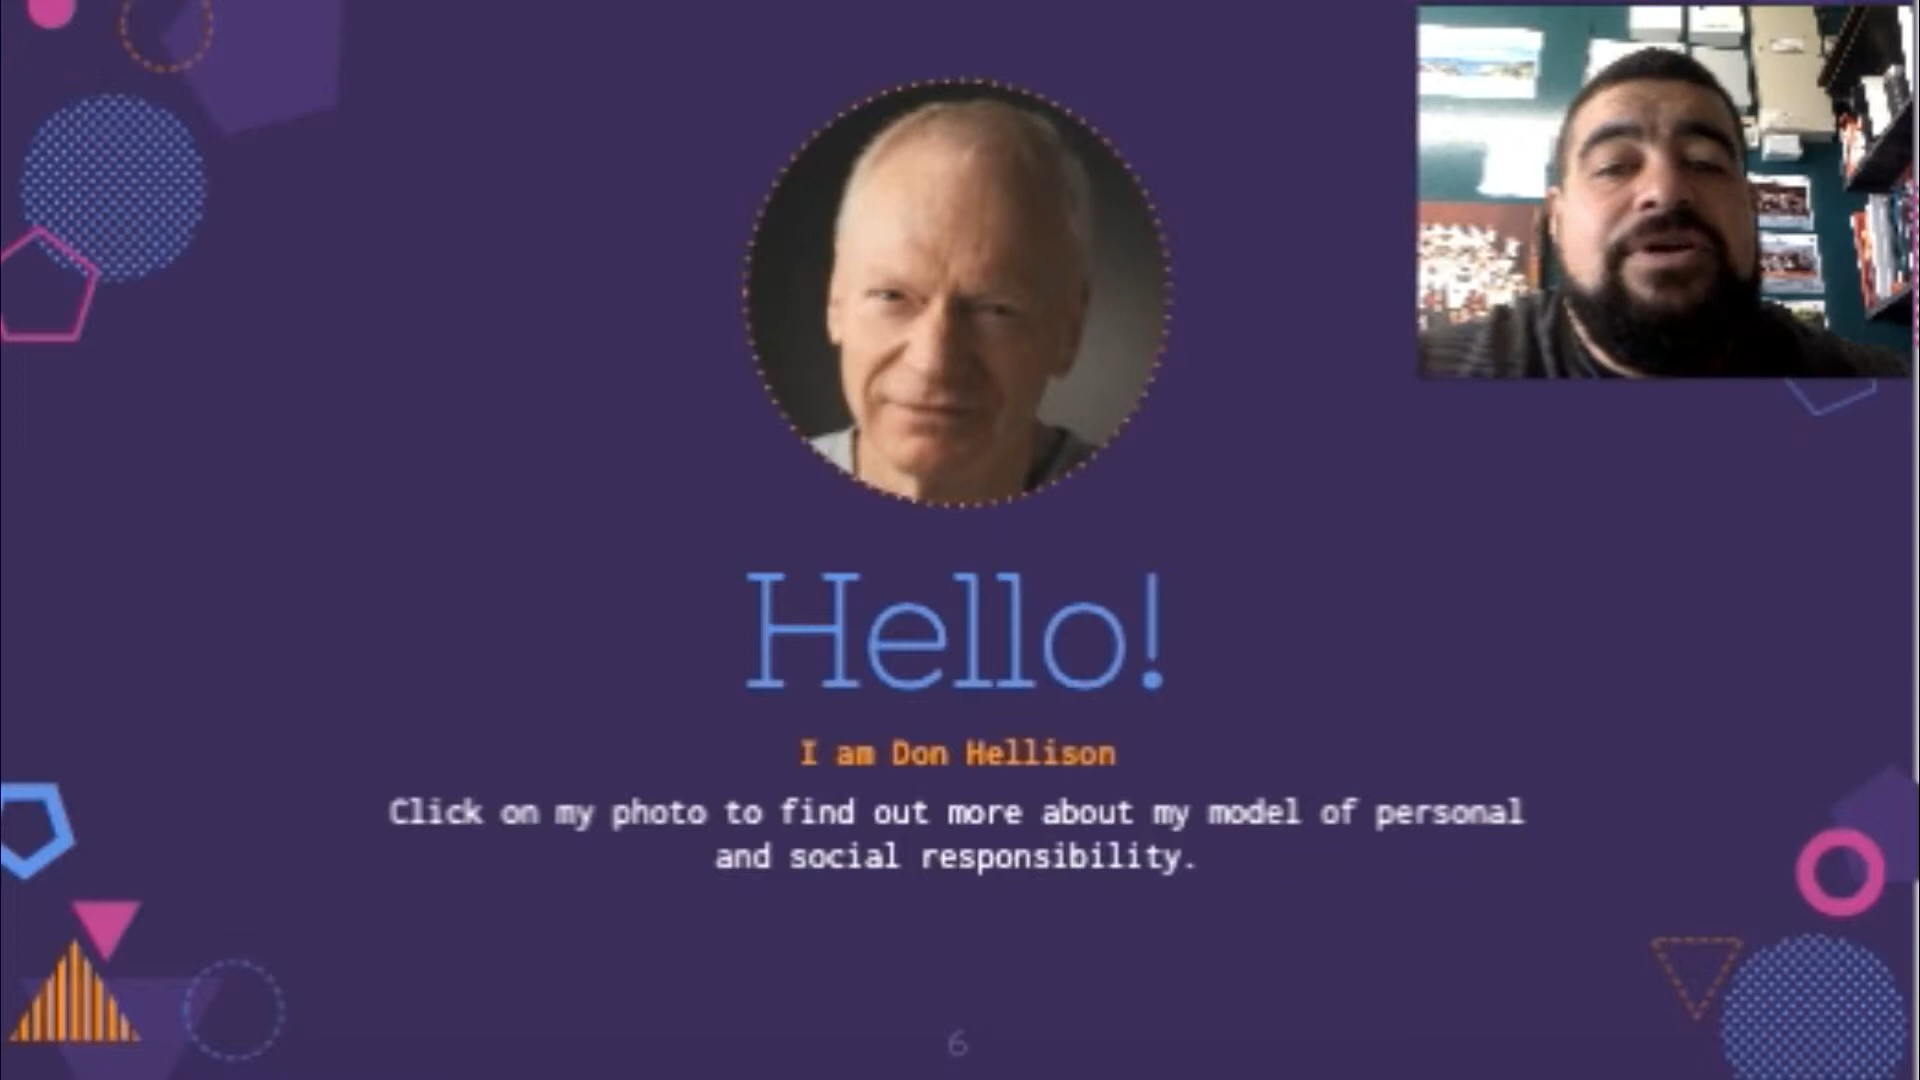 Hello!
I am Don Hellison
Click on my photo to find out more about my model of personal
and social responsibility.
6